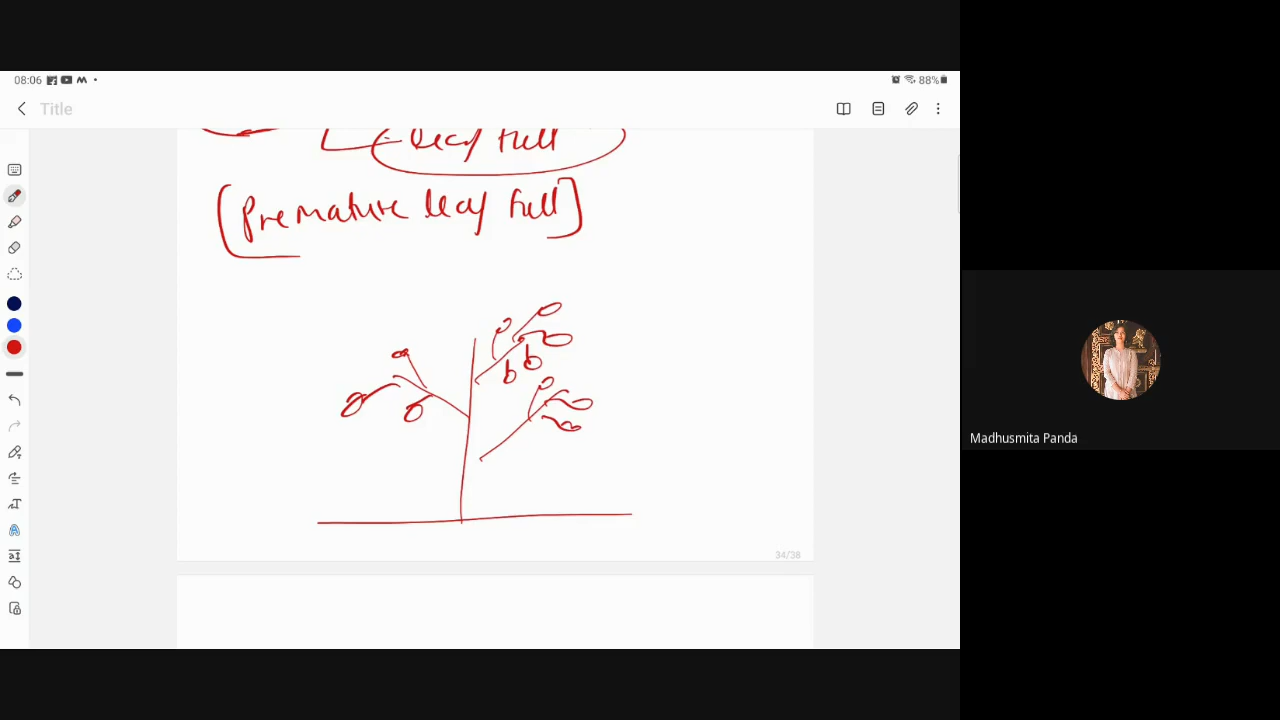 08:06
88%
Title
leaf fall
[Premature leaf fall]
34/38
Madhusmita Panda